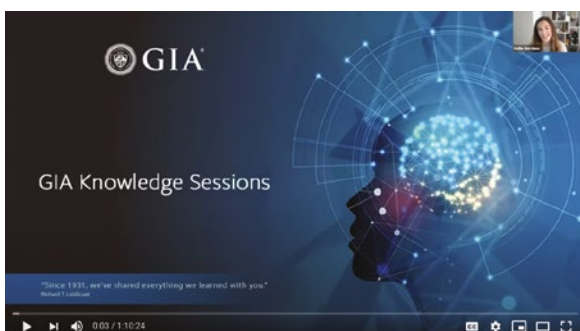 GIA
GIA Knowledge Sessions
"Since 1931, we've shared everything we learned with you."
Richard T. Liddicoat
0:03 / 1:10:24
CC